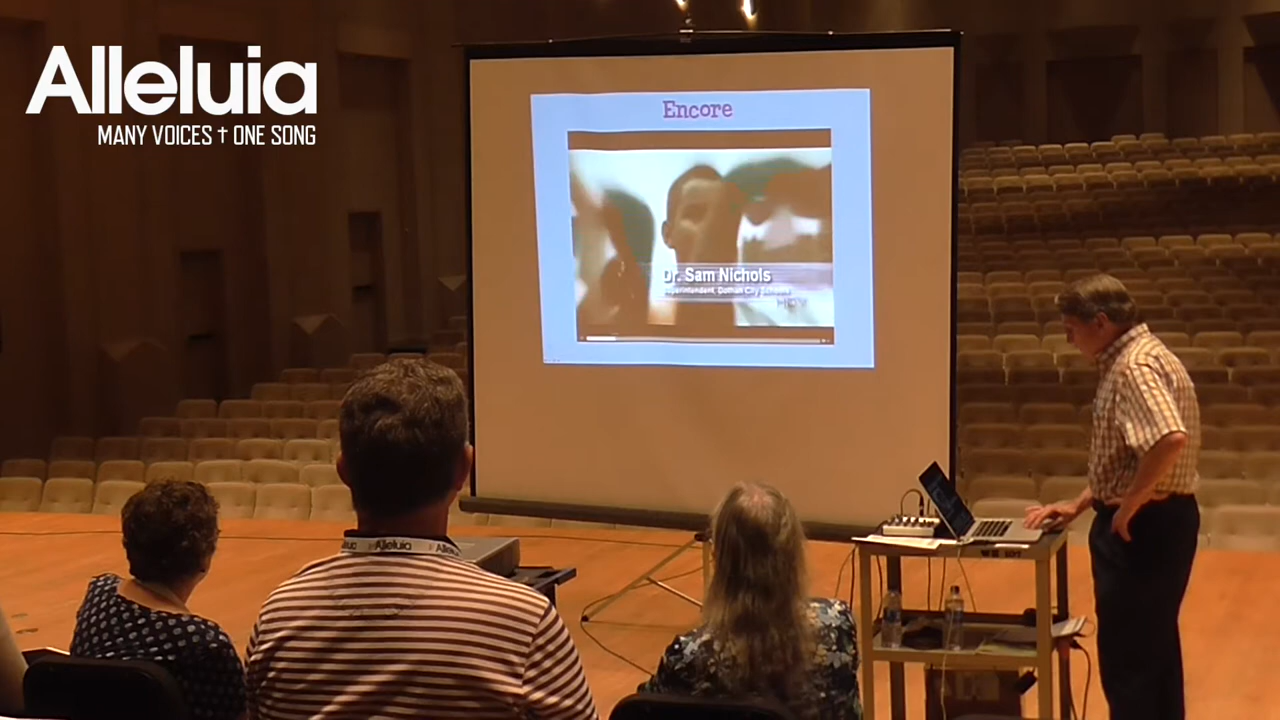 Alleluia
MANY VOICES † ONE SONG
Encore
Dr. Sam Nichols
Superintendent, Dothan City Schools
Alleluia